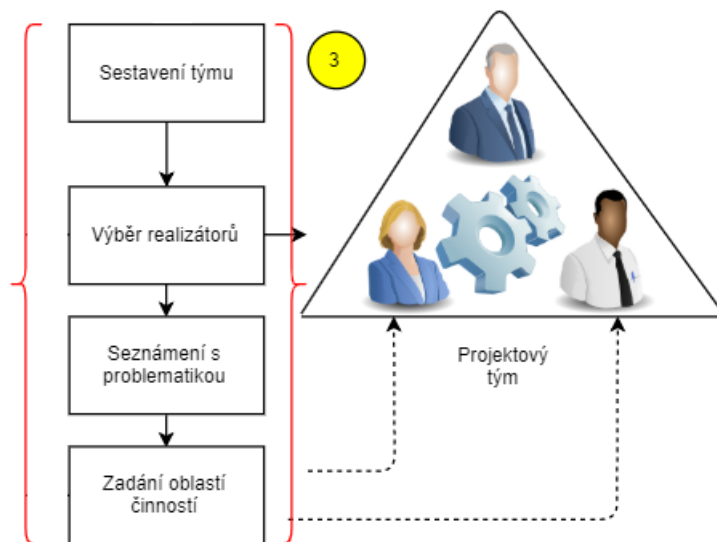 Sestavení týmu
3
Výběr realizátorů
Seznámení s
problematikou
Projektový
tým
Zadání oblastí
činností